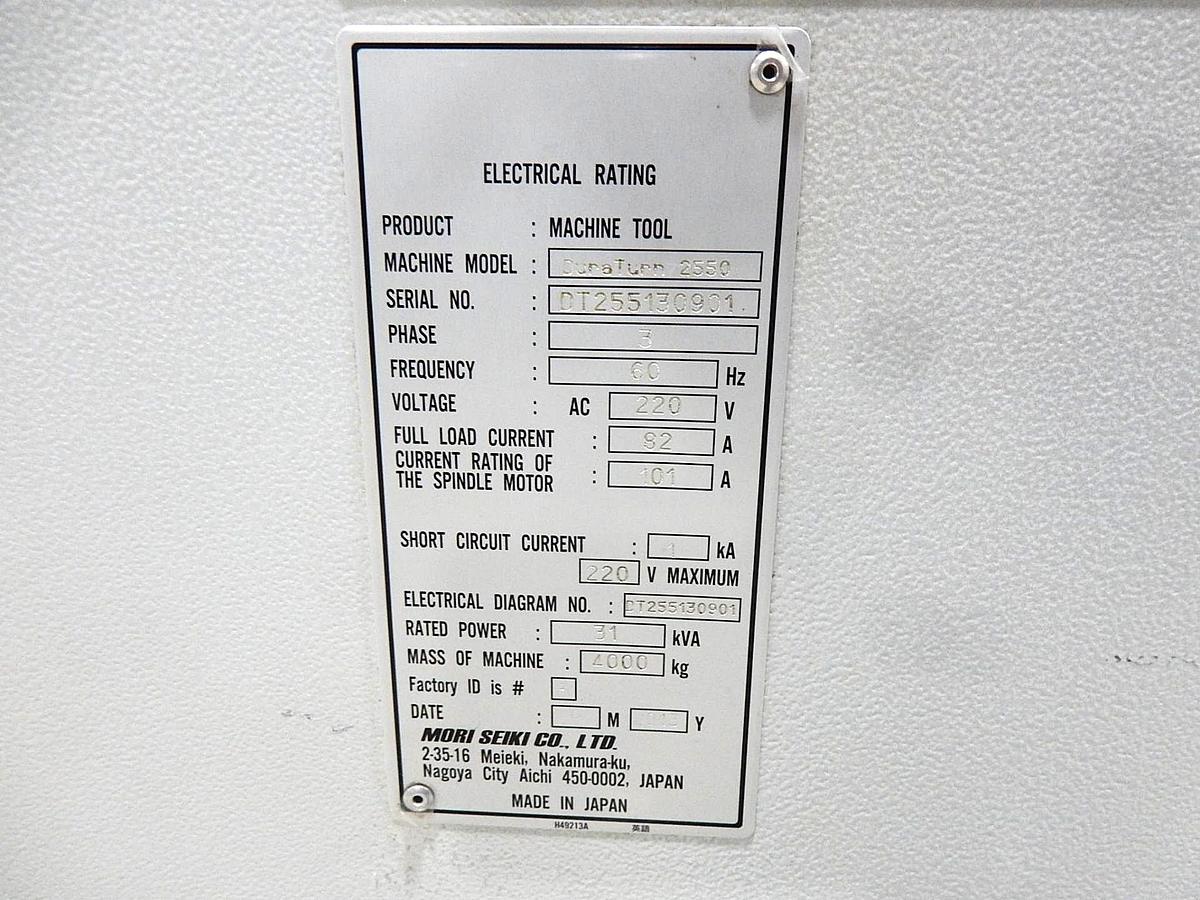 ELECTRICAL RATING
PRODUCT : MACHINE TOOL
MACHINE MODEL : DuraTurn 2550
SERIAL NO. : DT255130901.
PHASE : 3
FREQUENCY : 60 Hz
VOLTAGE : AC 220 V
FULL LOAD CURRENT : 82 A
CURRENT RATING OF
THE SPINDLE MOTOR : 101 A
SHORT CIRCUIT CURRENT : kA
220 V MAXIMUM
ELECTRICAL DIAGRAM NO. : DT255130901
RATED POWER : 31 kVA
MASS OF MACHINE : 4000 kg
Factory ID is #
DATE : M Y
MORI SEIKI CO., LTD.
2-35-16 Meieki, Nakamura-ku,
Nagoya City Aichi 450-0002, JAPAN
MADE IN JAPAN
H49213A 英語